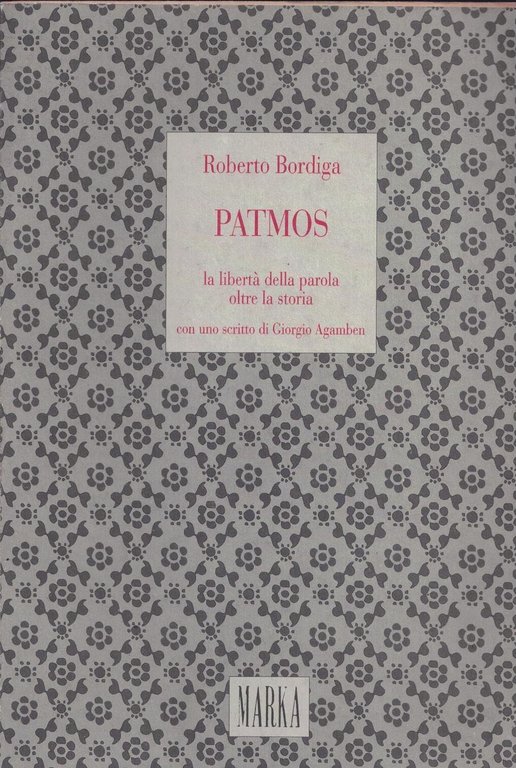 Roberto Bordiga
PATMOS
la libertà della parola
oltre la storia
con uno scritto di Giorgio Agamben
MARKA